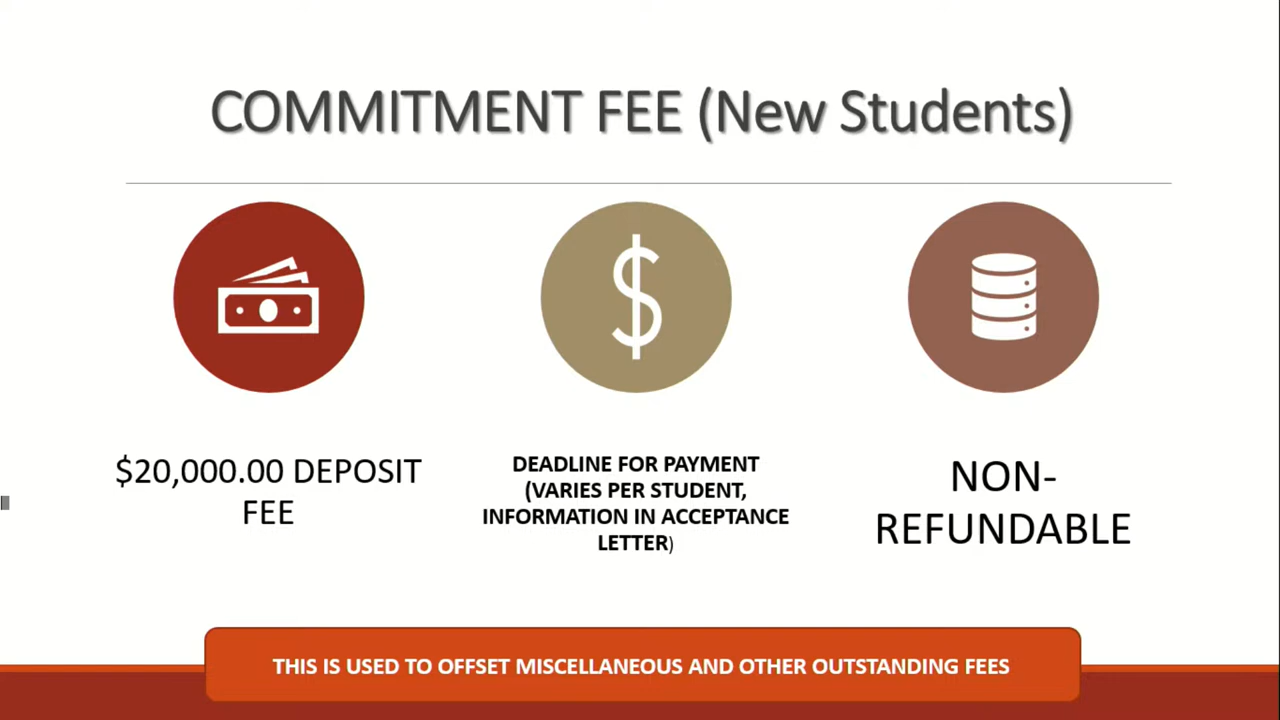 COMMITMENT FEE (New Students)
$20,000.00 DEPOSIT
FEE
DEADLINE FOR PAYMENT
(VARIES PER STUDENT,
INFORMATION IN ACCEPTANCE
LETTER)
NON-
REFUNDABLE
THIS IS USED TO OFFSET MISCELLANEOUS AND OTHER OUTSTANDING FEES